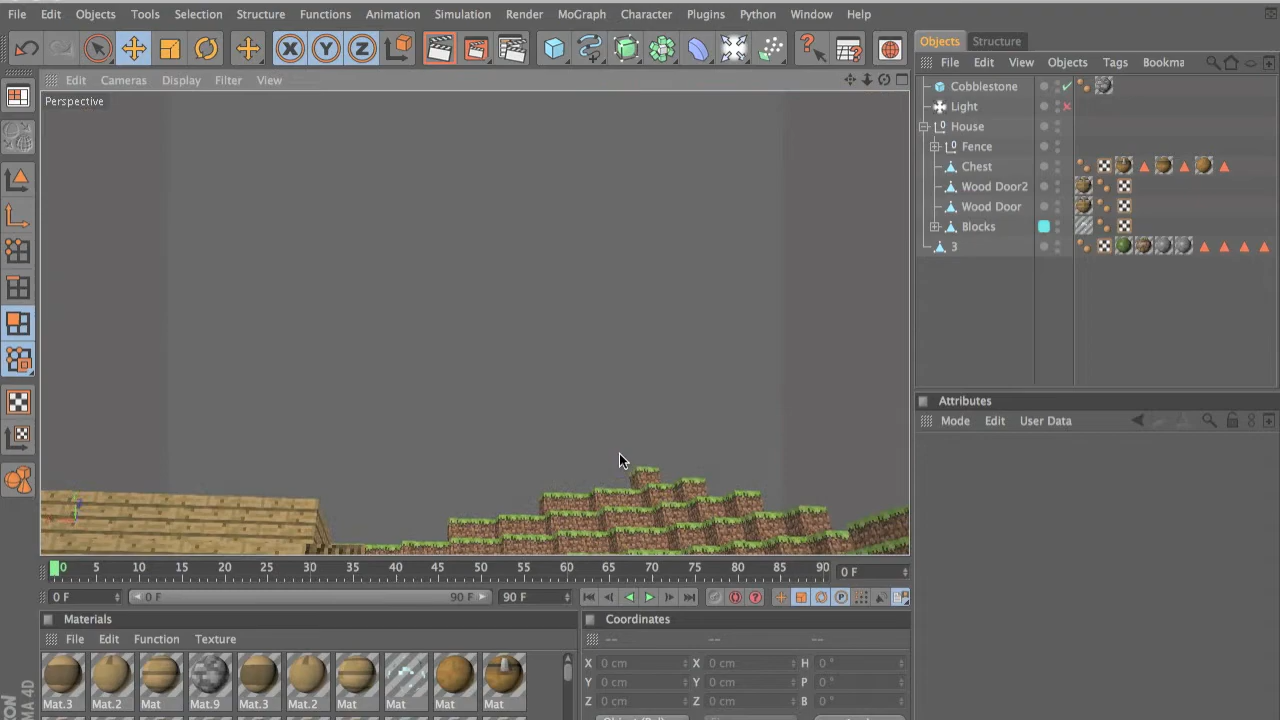 File Edit Objects Tools Selection Structure Functions Animation Simulation Render MoGraph Character Plugins Python Window Help
X Y Z
Objects Structure
File Edit View Objects Tags Bookma
Edit Cameras Display Filter View
Perspective
Cobblestone
Light
House
Fence
Chest
Wood Door2
Wood Door
Blocks
3
Attributes
Mode Edit User Data
0 5 10 15 20 25 30 35 40 45 50 55 60 65 70 75 80 85 90 0 F
0 F 0 F 90 F 90 F
Materials
File Edit Function Texture
Mat.3 Mat.2 Mat Mat.9 Mat.3 Mat.2 Mat Mat.1 Mat Mat
Coordinates
-- -- --
X 0 cm X 0 cm H 0 °
Y 0 cm Y 0 cm P 0 °
Z 0 cm Z 0 cm B 0 °